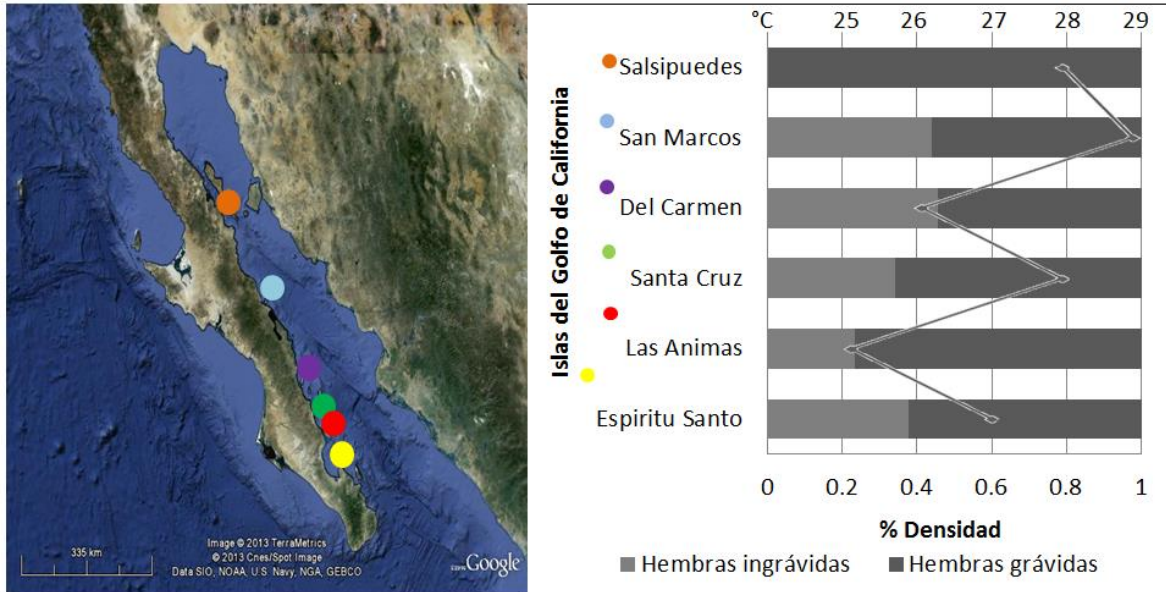 335 km
Image © 2013 TerraMetrics
© 2013 Cnes/Spot Image
Data SIO, NOAA, U.S. Navy, NGA, GEBCO
Google
Islas del Golfo de California
°C 25 26 27 28 29
Salsipuedes
San Marcos
Del Carmen
Santa Cruz
Las Animas
Espiritu Santo
0 0.2 0.4 0.6 0.8 1
% Densidad
Hembras ingrávidas Hembras grávidas